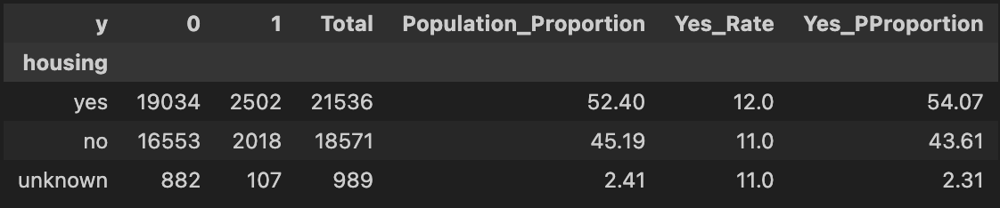 y 0 1 Total Population_Proportion Yes_Rate Yes_PProportion
housing
yes 19034 2502 21536 52.40 12.0 54.07
no 16553 2018 18571 45.19 11.0 43.61
unknown 882 107 989 2.41 11.0 2.31